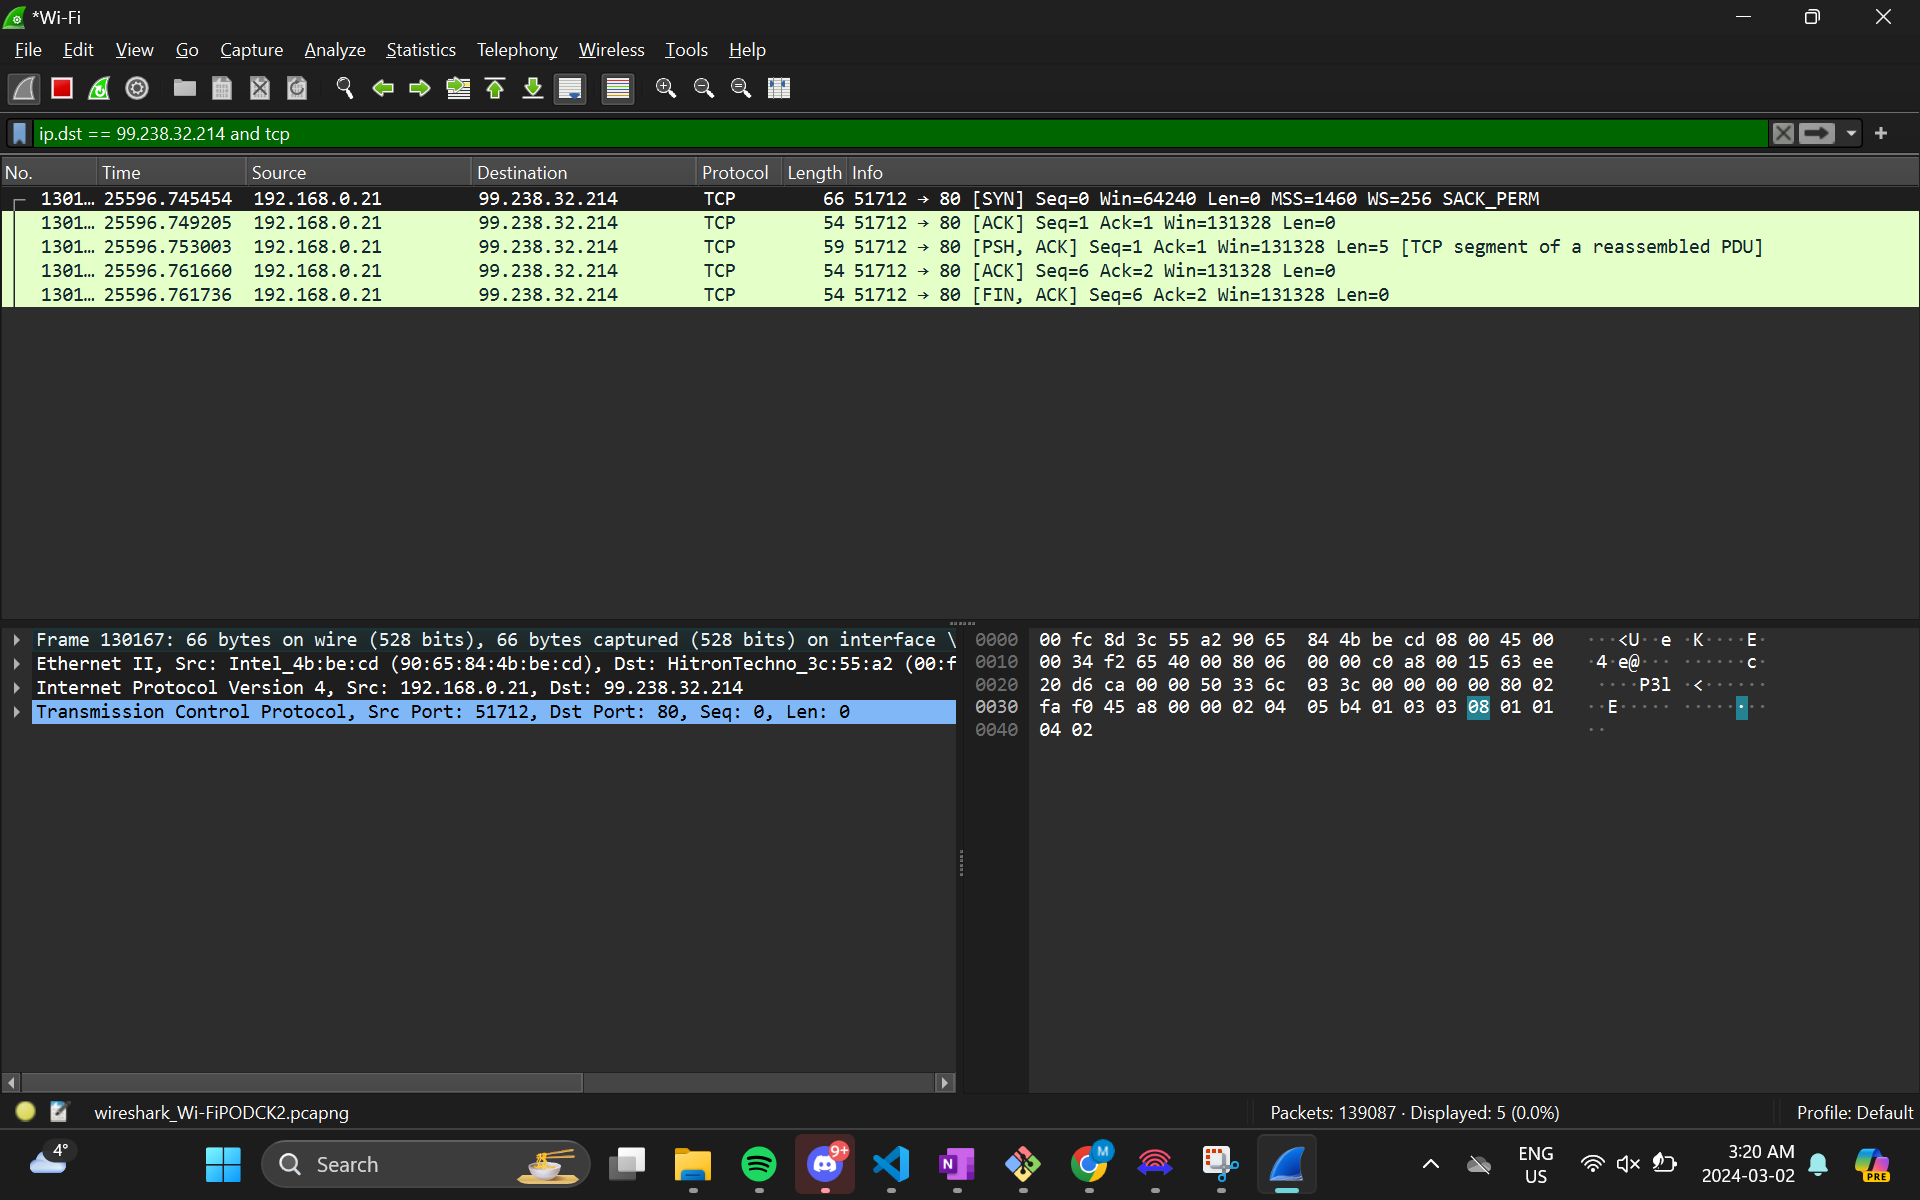 *Wi-Fi
File Edit View Go Capture Analyze Statistics Telephony Wireless Tools Help
ip.dst == 99.238.32.214 and tcp
No. Time Source Destination Protocol Length Info
1301… 25596.745454 192.168.0.21 99.238.32.214 TCP 66 51712 → 80 [SYN] Seq=0 Win=64240 Len=0 MSS=1460 WS=256 SACK_PERM
1301… 25596.749205 192.168.0.21 99.238.32.214 TCP 54 51712 → 80 [ACK] Seq=1 Ack=1 Win=131328 Len=0
1301… 25596.753003 192.168.0.21 99.238.32.214 TCP 59 51712 → 80 [PSH, ACK] Seq=1 Ack=1 Win=131328 Len=5 [TCP segment of a reassembled PDU]
1301… 25596.761660 192.168.0.21 99.238.32.214 TCP 54 51712 → 80 [ACK] Seq=6 Ack=2 Win=131328 Len=0
1301… 25596.761736 192.168.0.21 99.238.32.214 TCP 54 51712 → 80 [FIN, ACK] Seq=6 Ack=2 Win=131328 Len=0
Frame 130167: 66 bytes on wire (528 bits), 66 bytes captured (528 bits) on interface \
Ethernet II, Src: Intel_4b:be:cd (90:65:84:4b:be:cd), Dst: HitronTechno_3c:55:a2 (00:f
Internet Protocol Version 4, Src: 192.168.0.21, Dst: 99.238.32.214
Transmission Control Protocol, Src Port: 51712, Dst Port: 80, Seq: 0, Len: 0
0000 00 fc 8d 3c 55 a2 90 65 84 4b be cd 08 00 45 00 ···<U··e ·K····E·
0010 00 34 f2 65 40 00 80 06 00 00 c0 a8 00 15 63 ee ·4·e@··· ······c·
0020 20 d6 ca 00 00 50 33 6c 03 3c 00 00 00 00 80 02 ····P3l ·<······
0030 fa f0 45 a8 00 00 02 04 05 b4 01 03 03 08 01 01 ··E····· ········
0040 04 02 ··
wireshark_Wi-FiPODCK2.pcapng
Packets: 139087 · Displayed: 5 (0.0%)
Profile: Default
4°
Search
9+
M
ENG
US
3:20 AM
2024-03-02
PRE